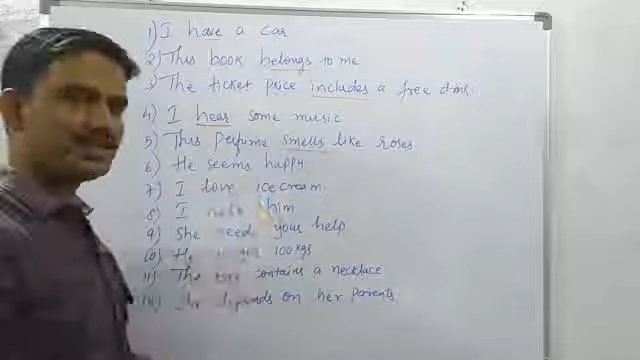 1) I have a car
2) This book belongs to me
3) The ticket price includes a free drink.
4) I hear some music
5) This perfume smells like roses
6) He seems happy
7) I love ice cream.
8) I him
9) She needs your help
10) He 100 kgs
11) The box contains a necklace
12) She depends on her parents